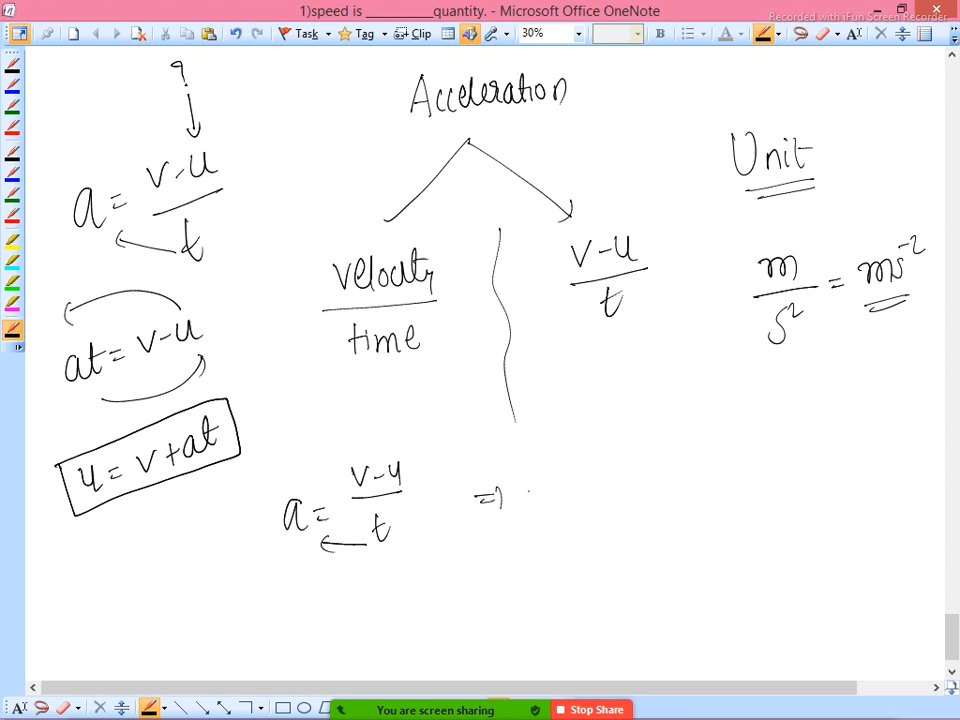 1)speed is __________quantity. - Microsoft Office OneNote
Recorded with iFun Screen Recorder
Task
Tag
Clip
30%
B
A
?
Acceleration
Unit
a = v-u / t
velocity / time
v-u / t
m / s² = ms⁻²
at = v-u
u = v+at
a = v-u / t ⇒
You are screen sharing
Stop Share